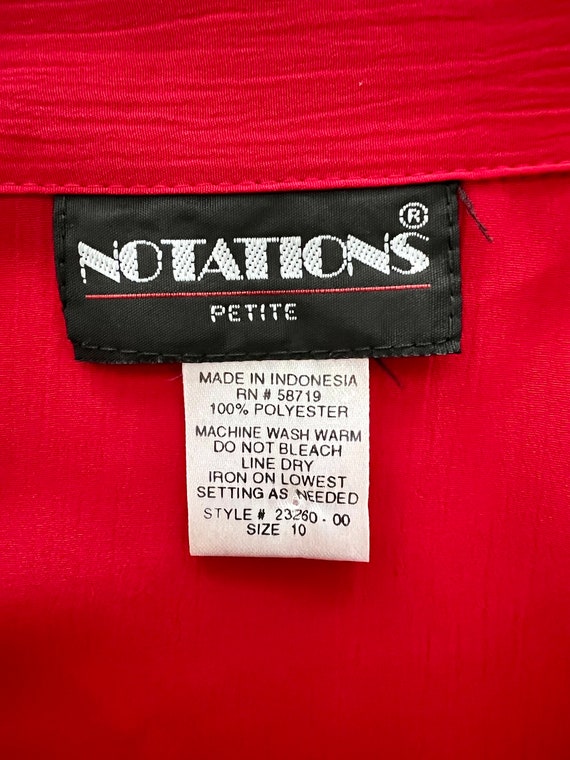 NOTATIONS®
PETITE
MADE IN INDONESIA
RN # 58719
100% POLYESTER
MACHINE WASH WARM
DO NOT BLEACH
LINE DRY
IRON ON LOWEST
SETTING AS NEEDED
STYLE# 23260-00
SIZE 10